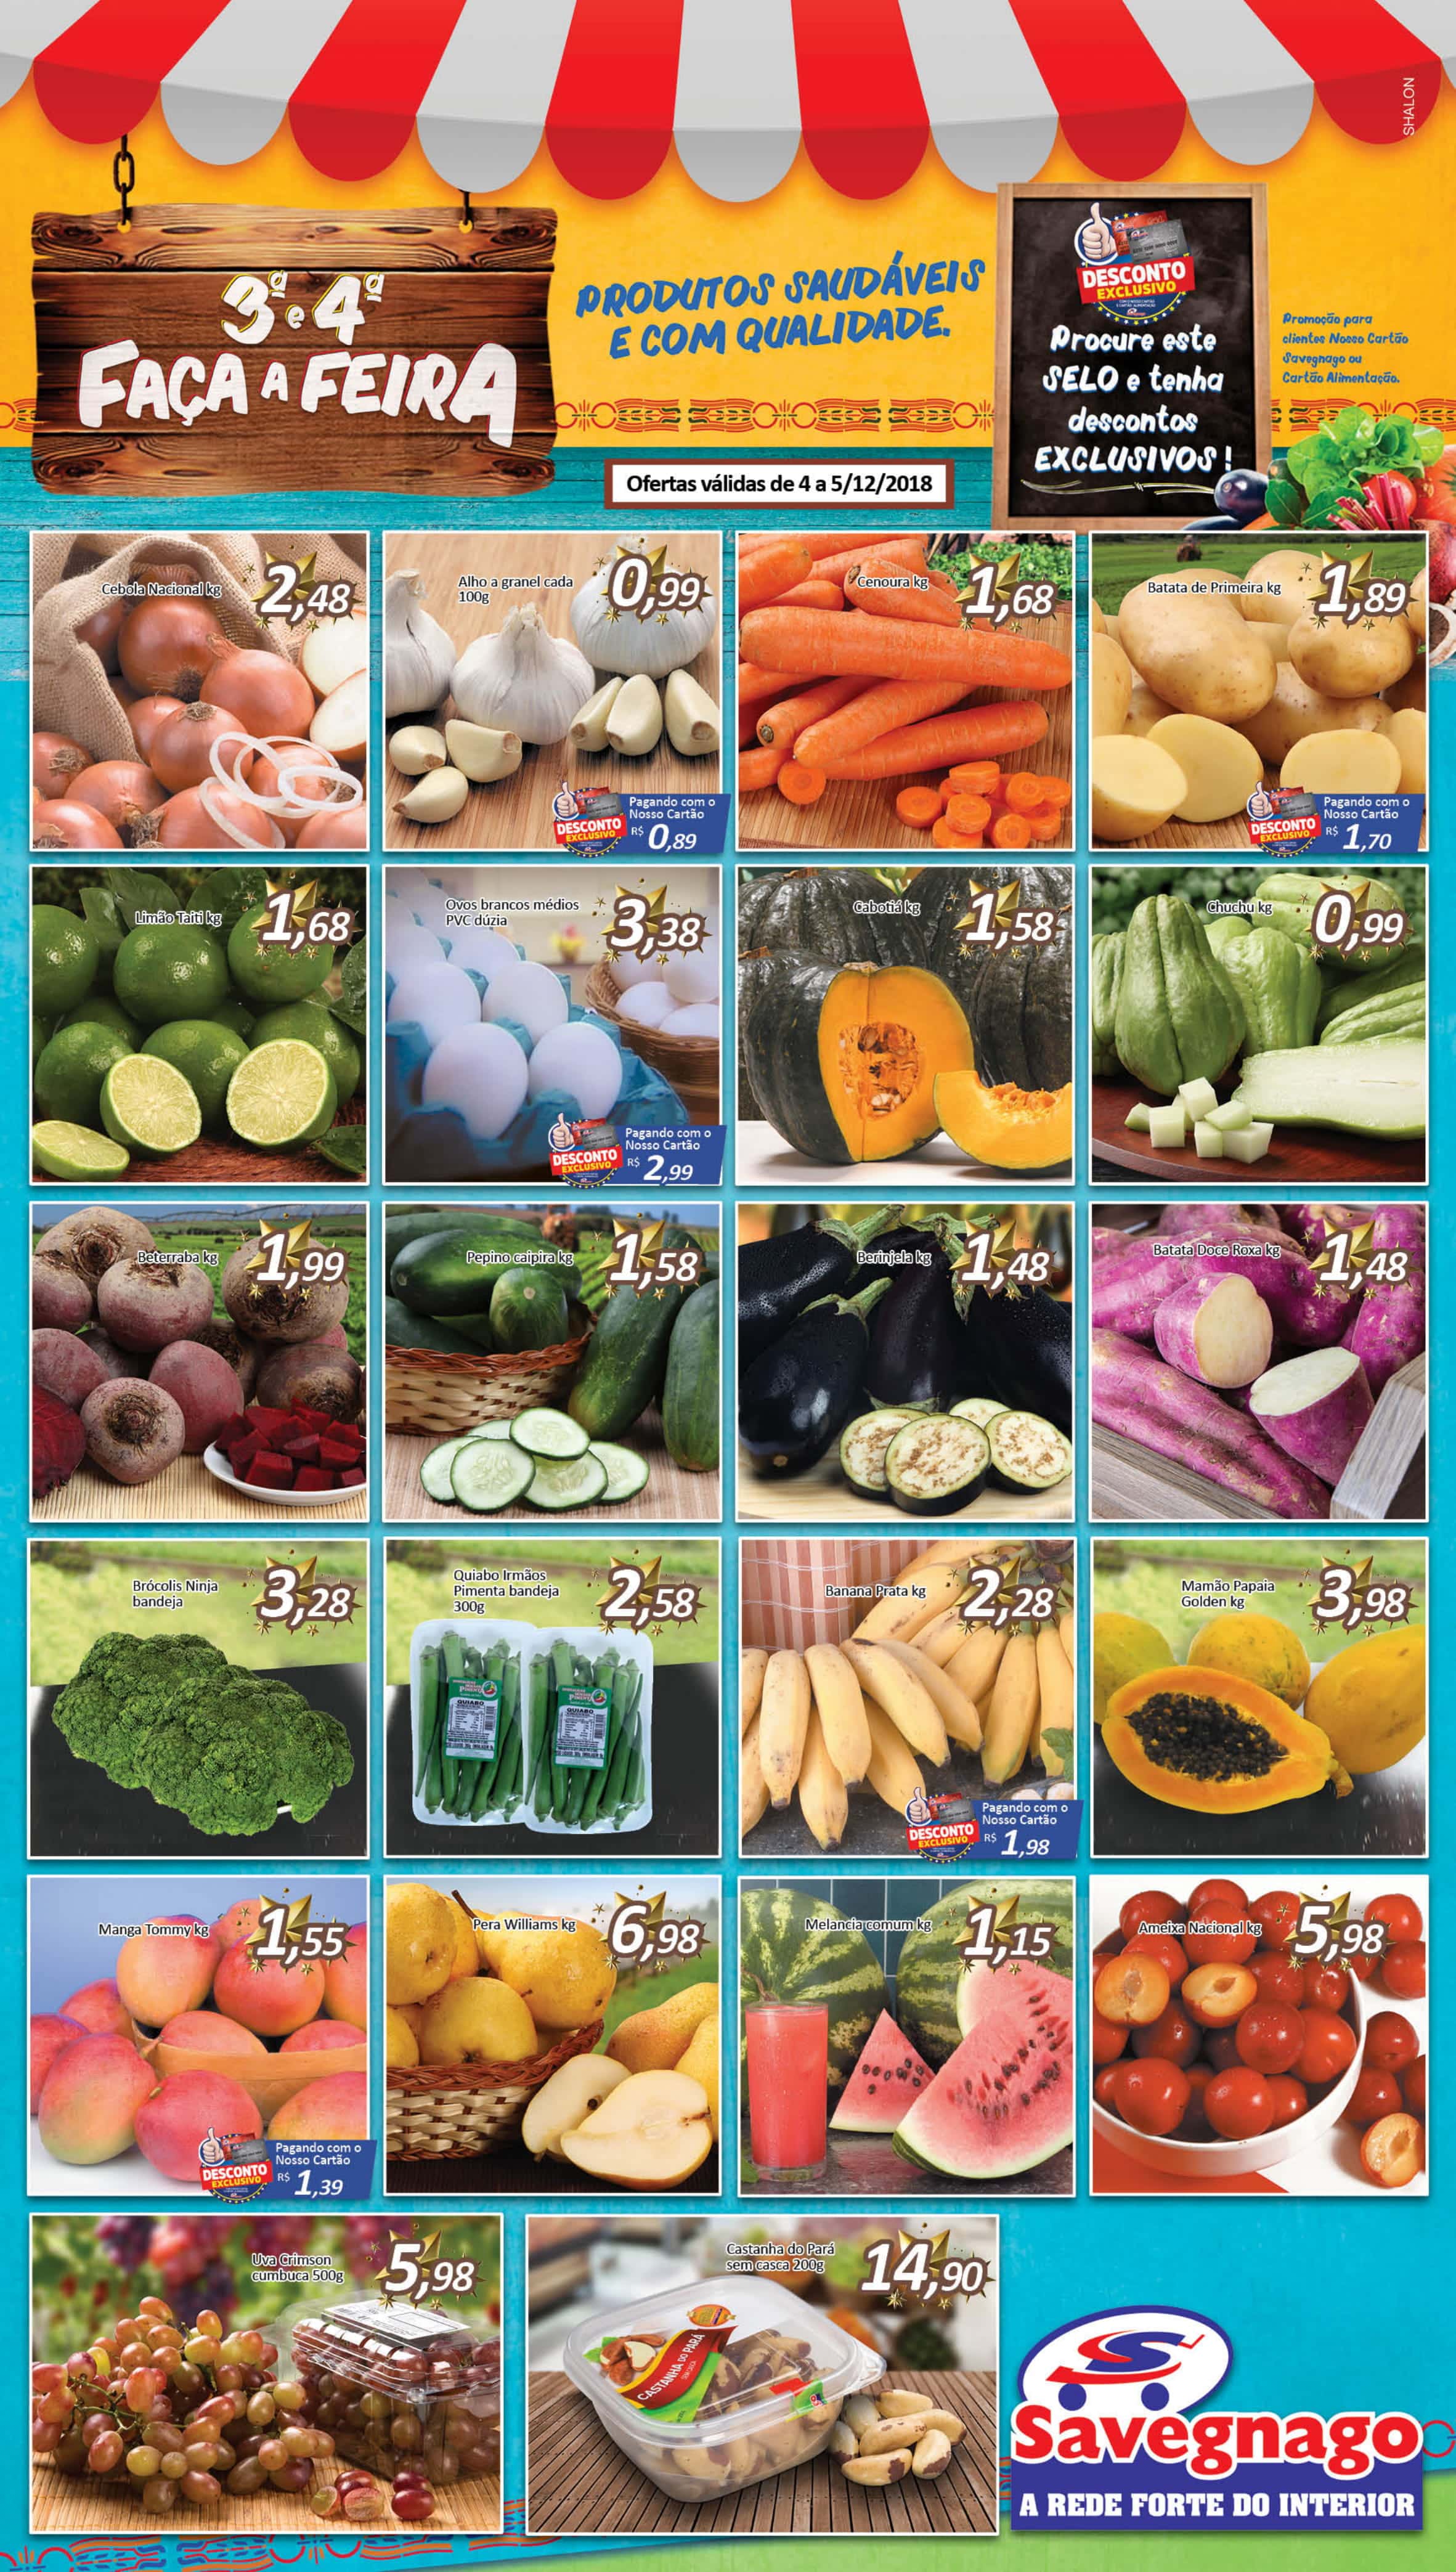 SHALON
3ª e 4ª
FAÇA A FEIRA
PRODUTOS SAUDÁVEIS
E COM QUALIDADE.
DESCONTO
EXCLUSIVO
Procure este
SELO e tenha
descontos
EXCLUSIVOS!
Promoção para
clientes Nosso Cartão
Savegnago ou
Cartão Alimentação.
Ofertas válidas de 4 a 5/12/2018
Cebola Nacional kg
2,48
Alho a granel cada
100g
0,99
DESCONTO
EXCLUSIVO
Pagando com o
Nosso Cartão
R$ 0,89
Cenoura kg
1,68
Batata de Primeira kg
1,89
DESCONTO
EXCLUSIVO
Pagando com o
Nosso Cartão
R$ 1,70
Limão Taiti kg
1,68
Ovos brancos médios
PVC dúzia
3,38
DESCONTO
EXCLUSIVO
Pagando com o
Nosso Cartão
R$ 2,99
Cabotiá kg
1,58
Chuchu kg
0,99
Beterraba kg
1,99
Pepino caipira kg
1,58
Berinjela kg
1,48
Batata Doce Roxa kg
1,48
Brócolis Ninja
bandeja
3,28
Quiabo Irmãos
Pimenta bandeja
300g
2,58
QUIABO
QUIABO
Banana Prata kg
2,28
DESCONTO
EXCLUSIVO
Pagando com o
Nosso Cartão
R$ 1,98
Mamão Papaia
Golden kg
3,98
Manga Tommy kg
1,55
DESCONTO
EXCLUSIVO
Pagando com o
Nosso Cartão
R$ 1,39
Pera Williams kg
6,98
Melancia comum kg
1,15
Ameixa Nacional kg
5,98
Uva Crimson
cumbuca 500g
5,98
Castanha do Pará
sem casca 200g
14,90
CASTANHA DO PARÁ
Savegnago
A REDE FORTE DO INTERIOR